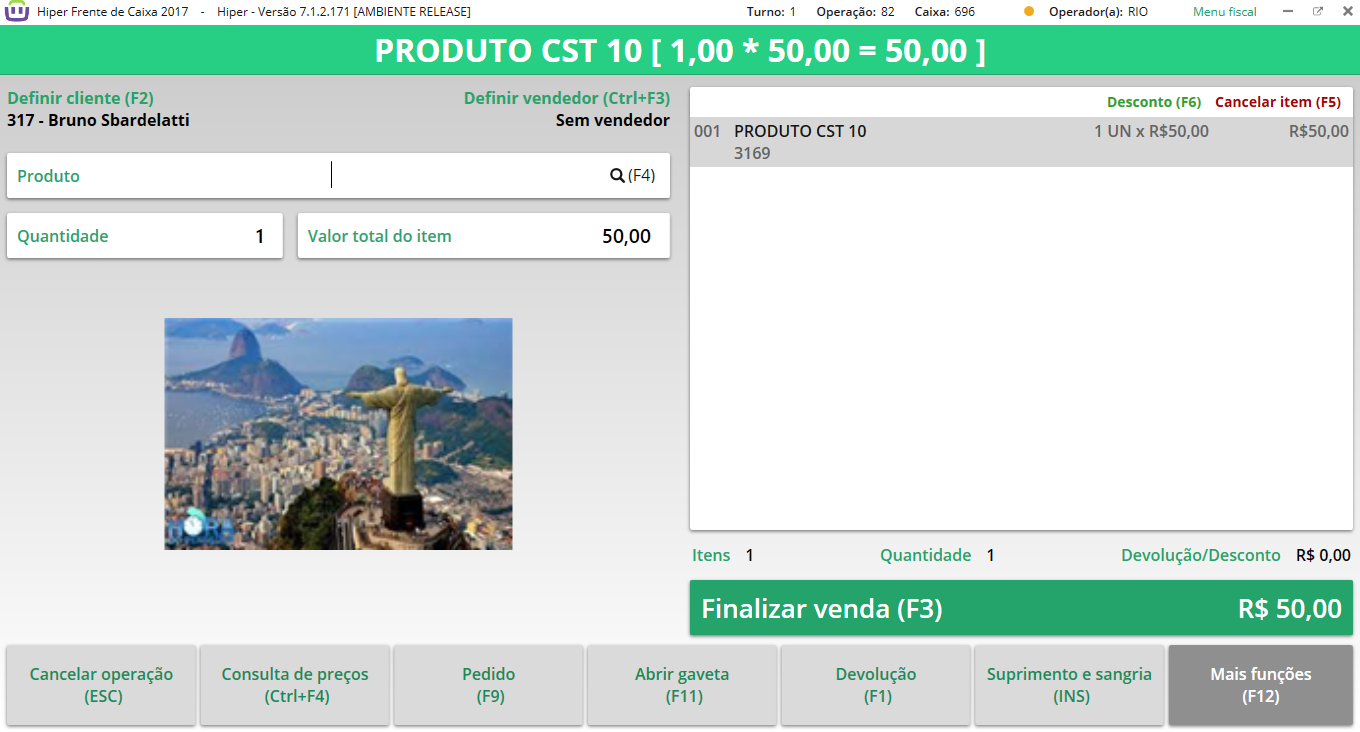 Hiper Frente de Caixa 2017 - Hiper - Versão 7.1.2.171 [AMBIENTE RELEASE] Turno: 1 Operação: 82 Caixa: 696 Operador(a): RIO Menu fiscal
PRODUTO CST 10 [ 1,00 * 50,00 = 50,00 ]
Definir cliente (F2) Definir vendedor (Ctrl+F3)
317 - Bruno Sbardelatti Sem vendedor
Produto (F4)
Quantidade 1 Valor total do item 50,00
HORA
Desconto (F6) Cancelar item (F5)
001 PRODUTO CST 10 1 UN x R$50,00 R$50,00
3169
Itens 1 Quantidade 1 Devolução/Desconto R$ 0,00
Finalizar venda (F3) R$ 50,00
Cancelar operação
(ESC)
Consulta de preços
(Ctrl+F4)
Pedido
(F9)
Abrir gaveta
(F11)
Devolução
(F1)
Suprimento e sangria
(INS)
Mais funções
(F12)